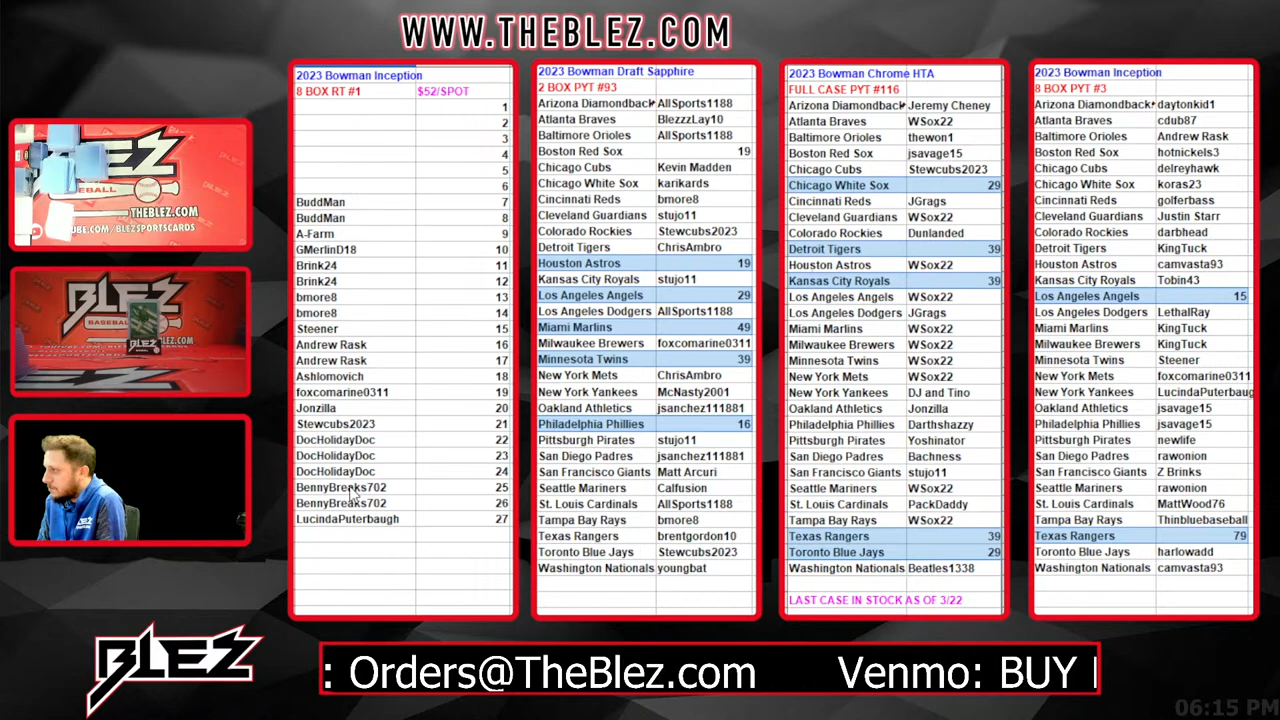 WWW.THEBLEZ.COM
2023 Bowman Inception
8 BOX RT #1 $52/SPOT
1
2
3
4
5
6
BuddMan 7
BuddMan 8
A-Farm 9
GMerlinD18 10
Brink24 11
Brink24 12
bmore8 13
bmore8 14
Steener 15
Andrew Rask 16
Andrew Rask 17
Ashlomovich 18
foxcomarine0311 19
Jonzilla 20
Stewcubs2023 21
DocHolidayDoc 22
DocHolidayDoc 23
DocHolidayDoc 24
BennyBreaks702 25
BennyBreaks702 26
LucindaPuterbaugh 27
2023 Bowman Draft Sapphire
2 BOX PYT #93
Arizona Diamondback AllSports1188
Atlanta Braves BlezzzLay10
Baltimore Orioles AllSports1188
Boston Red Sox 19
Chicago Cubs Kevin Madden
Chicago White Sox karikards
Cincinnati Reds bmore8
Cleveland Guardians stujo11
Colorado Rockies Stewcubs2023
Detroit Tigers ChrisAmbro
Houston Astros 19
Kansas City Royals stujo11
Los Angeles Angels 29
Los Angeles Dodgers AllSports1188
Miami Marlins 49
Milwaukee Brewers foxcomarine0311
Minnesota Twins 39
New York Mets ChrisAmbro
New York Yankees McNasty2001
Oakland Athletics jsanchez111881
Philadelphia Phillies 16
Pittsburgh Pirates stujo11
San Diego Padres jsanchez111881
San Francisco Giants Matt Arcuri
Seattle Mariners Calfusion
St. Louis Cardinals AllSports1188
Tampa Bay Rays bmore8
Texas Rangers brentgordon10
Toronto Blue Jays Stewcubs2023
Washington Nationals youngbat
2023 Bowman Chrome HTA
FULL CASE PYT #116
Arizona Diamondback Jeremy Cheney
Atlanta Braves WSox22
Baltimore Orioles thewon1
Boston Red Sox jsavage15
Chicago Cubs Stewcubs2023
Chicago White Sox 29
Cincinnati Reds JGrags
Cleveland Guardians WSox22
Colorado Rockies Dunlanded
Detroit Tigers 39
Houston Astros WSox22
Kansas City Royals 39
Los Angeles Angels WSox22
Los Angeles Dodgers JGrags
Miami Marlins WSox22
Milwaukee Brewers WSox22
Minnesota Twins WSox22
New York Mets WSox22
New York Yankees DJ and Tino
Oakland Athletics Jonzilla
Philadelphia Phillies Darthshazzy
Pittsburgh Pirates Yoshinator
San Diego Padres Bachness
San Francisco Giants stujo11
Seattle Mariners WSox22
St. Louis Cardinals PackDaddy
Tampa Bay Rays WSox22
Texas Rangers 39
Toronto Blue Jays 29
Washington Nationals Beatles1338
LAST CASE IN STOCK AS OF 3/22
2023 Bowman Inception
8 BOX PYT #3
Arizona Diamondback daytonkid1
Atlanta Braves cdub87
Baltimore Orioles Andrew Rask
Boston Red Sox hotnickels3
Chicago Cubs delreyhawk
Chicago White Sox koras23
Cincinnati Reds golferbass
Cleveland Guardians Justin Starr
Colorado Rockies darbhead
Detroit Tigers KingTuck
Houston Astros camvasta93
Kansas City Royals Tobin43
Los Angeles Angels 15
Los Angeles Dodgers LethalRay
Miami Marlins KingTuck
Milwaukee Brewers KingTuck
Minnesota Twins Steener
New York Mets foxcomarine0311
New York Yankees LucindaPuterbaug
Oakland Athletics jsavage15
Philadelphia Phillies jsavage15
Pittsburgh Pirates newlife
San Diego Padres rawonion
San Francisco Giants Z Brinks
Seattle Mariners rawonion
St. Louis Cardinals MattWood76
Tampa Bay Rays Thinbluebaseball
Texas Rangers 79
Toronto Blue Jays harlowadd
Washington Nationals camvasta93
THEBLEZ.COM
UBE.COM/BLEZSPORTSCARDS
BLEZ
BASEBALL
BLEZ
: Orders@TheBlez.com Venmo: BUY
06:15 PM